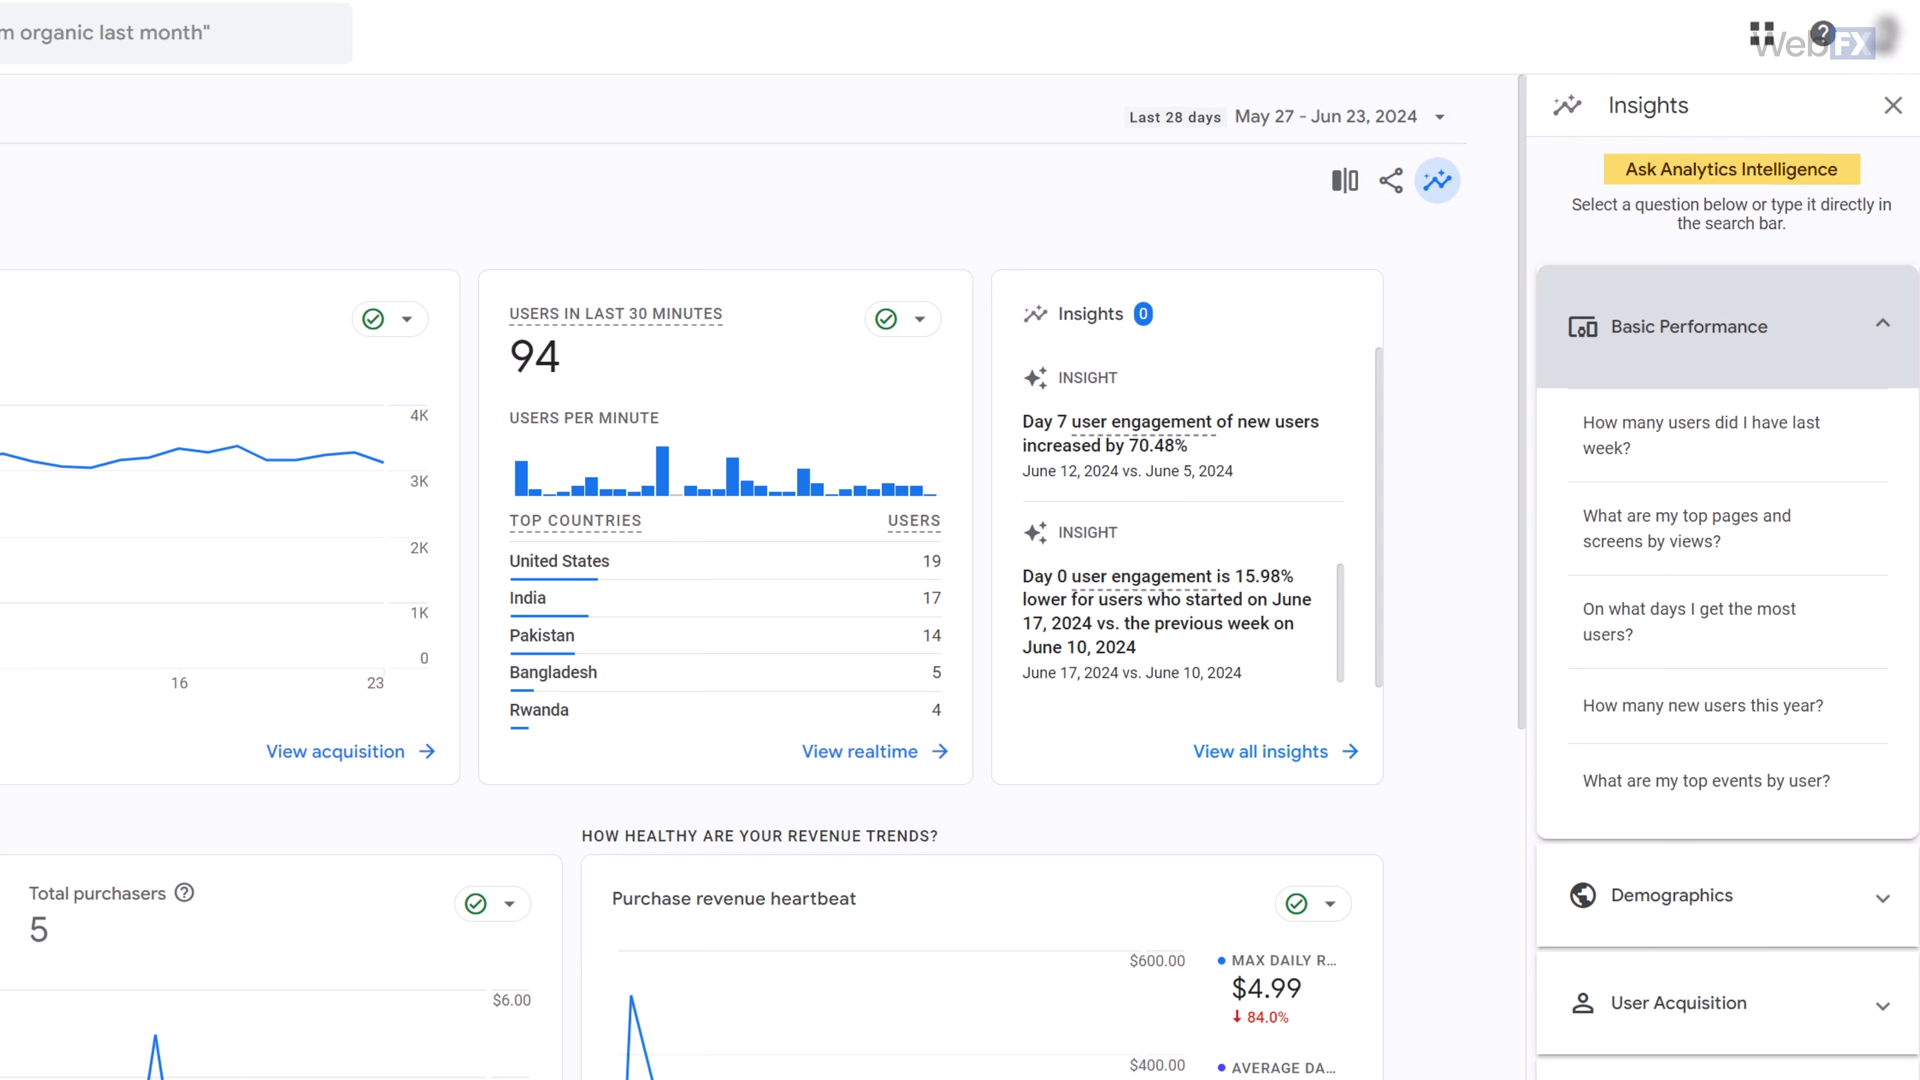 m organic last month"
WebFX
Last 28 days May 27 - Jun 23, 2024
Insights
Ask Analytics Intelligence
Select a question below or type it directly in
the search bar.
4K
3K
2K
1K
0
16
23
View acquisition
USERS IN LAST 30 MINUTES
94
USERS PER MINUTE
TOP COUNTRIES USERS
United States 19
India 17
Pakistan 14
Bangladesh 5
Rwanda 4
View realtime
Insights 0
INSIGHT
Day 7 user engagement of new users
increased by 70.48%
June 12, 2024 vs. June 5, 2024
INSIGHT
Day 0 user engagement is 15.98%
lower for users who started on June
17, 2024 vs. the previous week on
June 10, 2024
June 17, 2024 vs. June 10, 2024
View all insights
Basic Performance
How many users did I have last
week?
What are my top pages and
screens by views?
On what days I get the most
users?
How many new users this year?
What are my top events by user?
Demographics
User Acquisition
Total purchasers
5
$6.00
HOW HEALTHY ARE YOUR REVENUE TRENDS?
Purchase revenue heartbeat
$600.00
$400.00
MAX DAILY R...
$4.99
84.0%
AVERAGE DA...